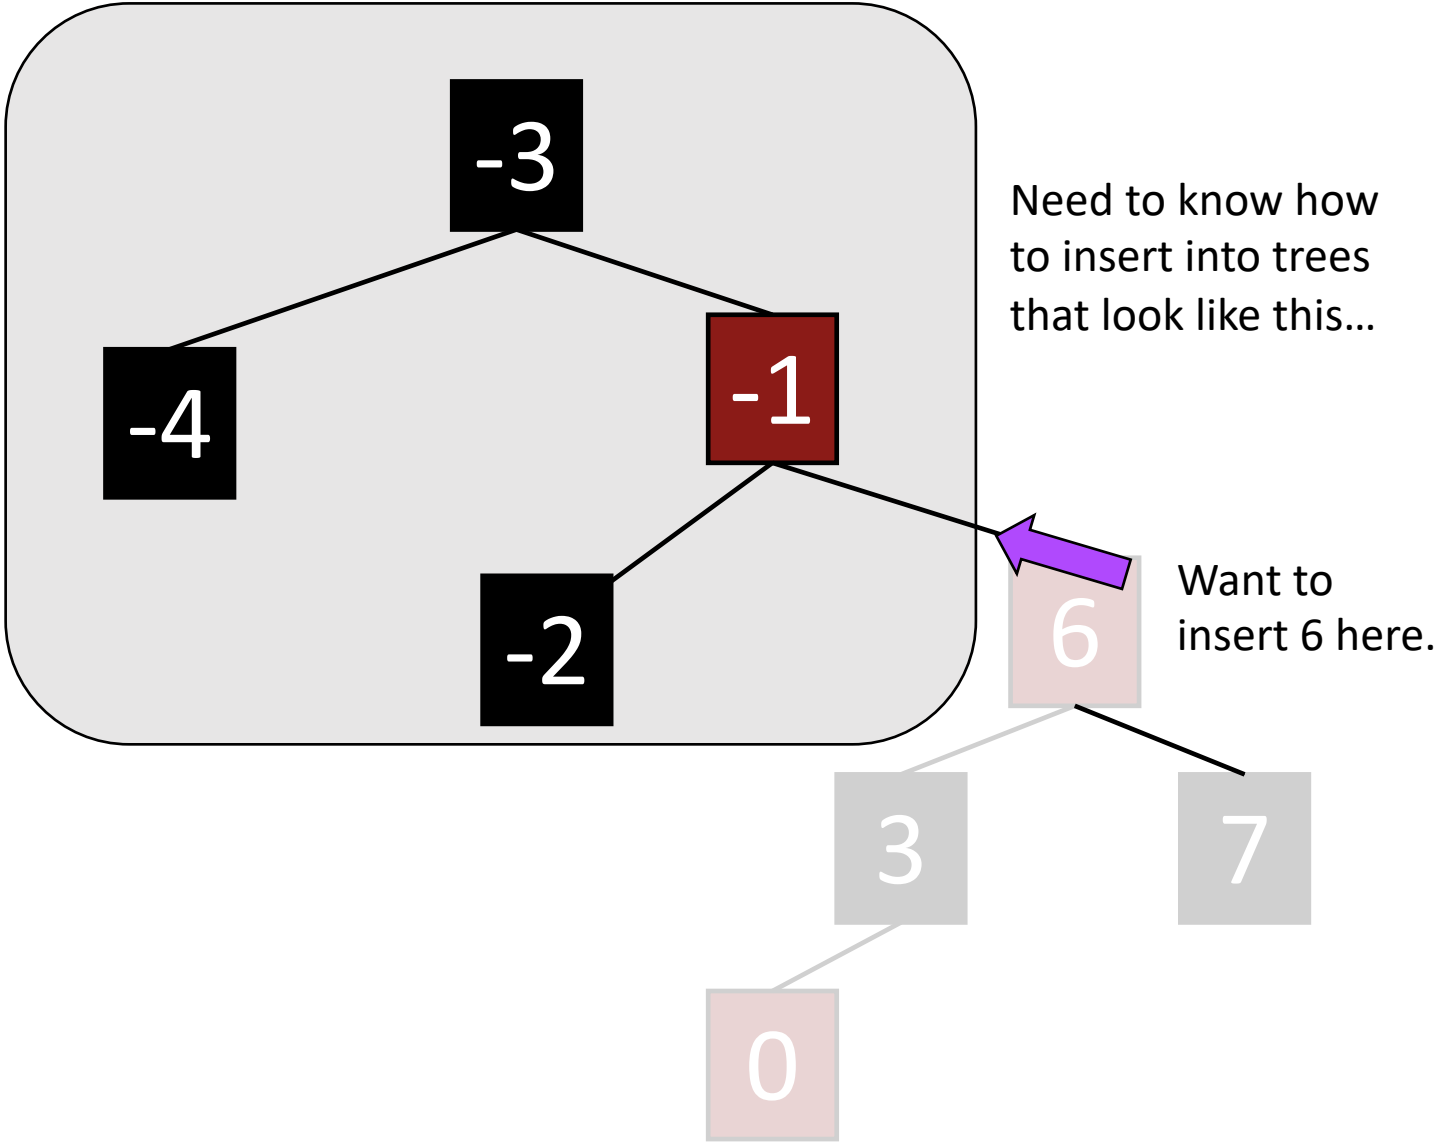 -3
Need to know how
to insert into trees
that look like this...
-4
-1
Want to
insert 6 here.
6
-2
3
7
0